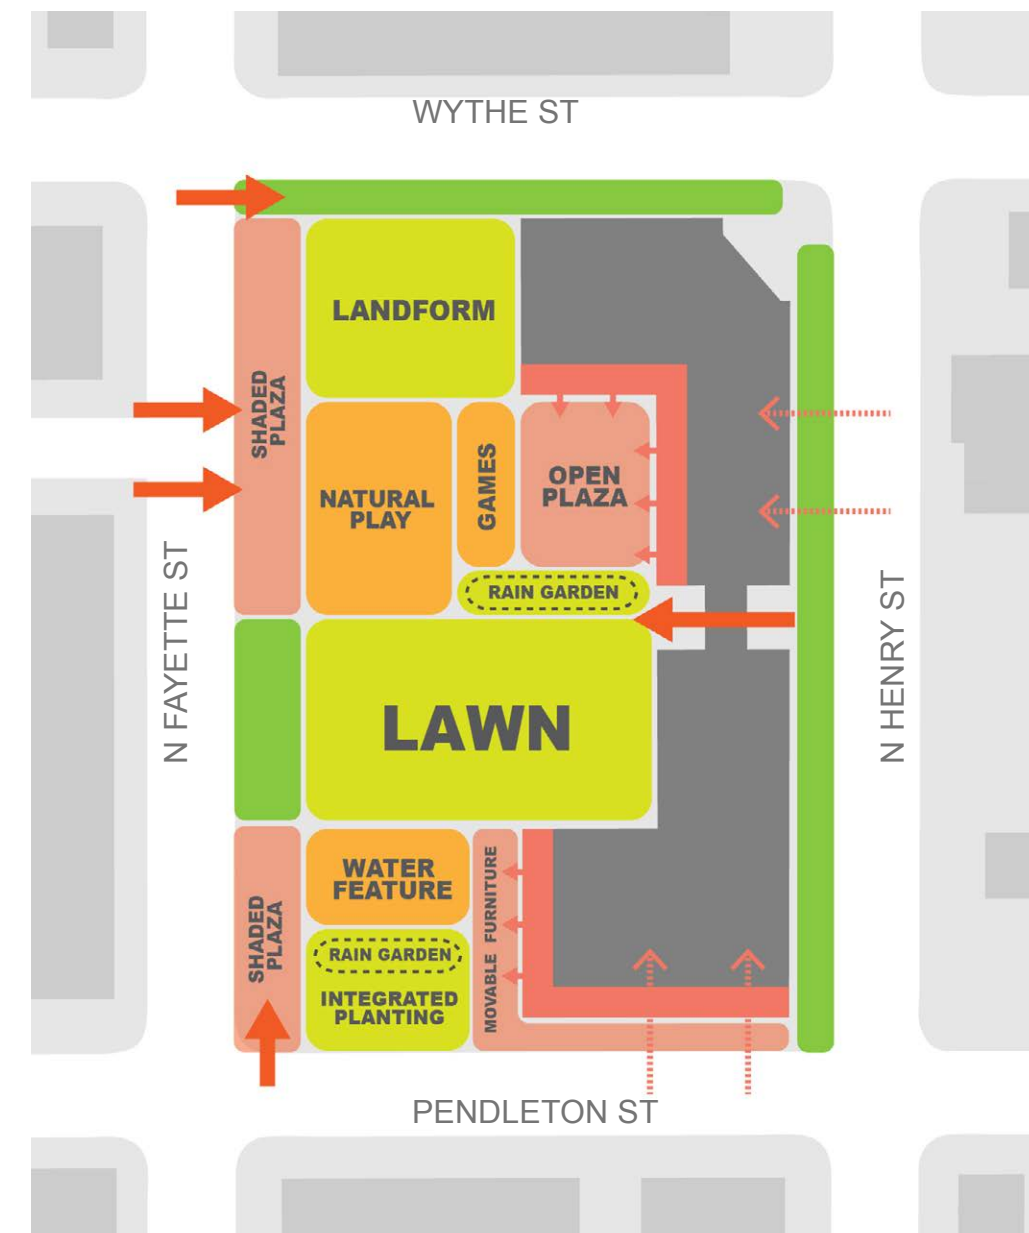 WYTHE ST
LANDFORM
SHADED
PLAZA
NATURAL
PLAY
GAMES
OPEN
PLAZA
RAIN GARDEN
N FAYETTE ST
N HENRY ST
LAWN
WATER
FEATURE
MOVABLE FURNITURE
SHADED
PLAZA
RAIN GARDEN
INTEGRATED
PLANTING
PENDLETON ST